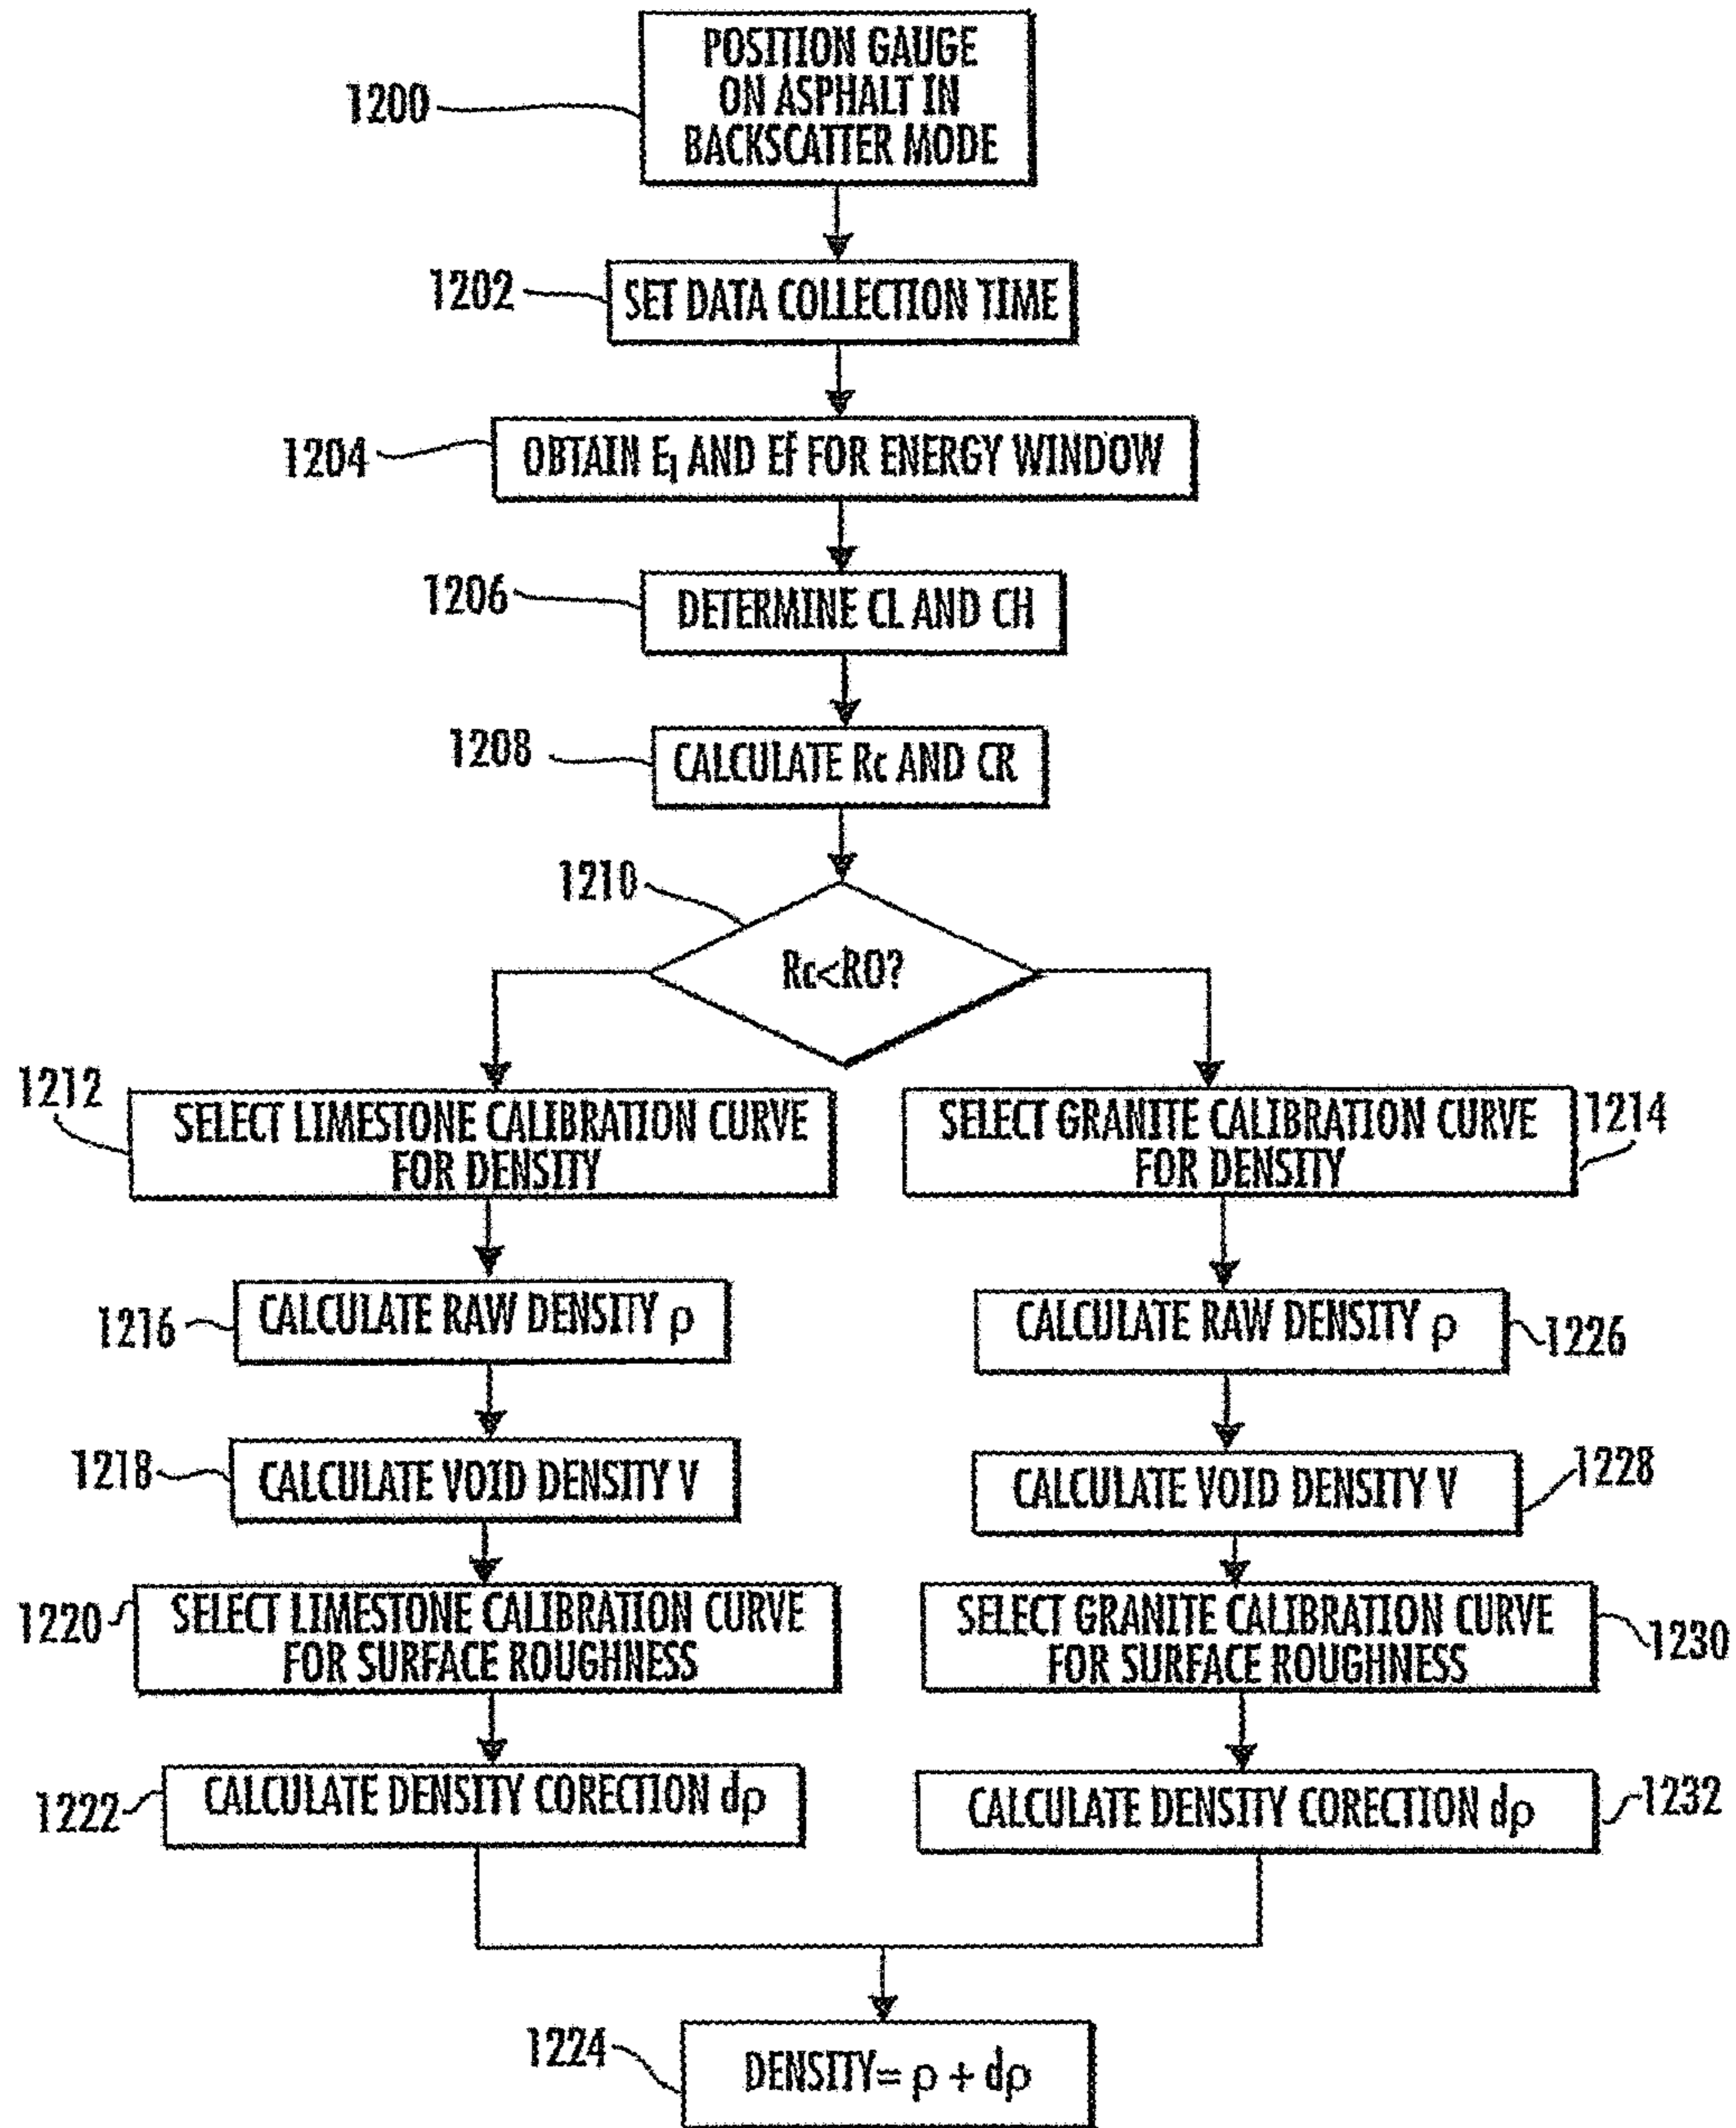 1200
POSITION GAUGE
ON ASPHALT IN
BACKSCATTER MODE
1202
SET DATA COLLECTION TIME
1204
OBTAIN E₁ AND Ef FOR ENERGY WINDOW
1206
DETERMINE CL AND CH
1208
CALCULATE Rc AND CR
1210
Rc<RO?
1212
SELECT LIMESTONE CALIBRATION CURVE
FOR DENSITY
SELECT GRANITE CALIBRATION CURVE
FOR DENSITY
1214
1216
CALCULATE RAW DENSITY ρ
CALCULATE RAW DENSITY ρ
1226
1218
CALCULATE VOID DENSITY V
CALCULATE VOID DENSITY V
1228
1220
SELECT LIMESTONE CALIBRATION CURVE
FOR SURFACE ROUGHNESS
SELECT GRANITE CALIBRATION CURVE
FOR SURFACE ROUGHNESS
1230
1222
CALCULATE DENSITY CORECTION dρ
CALCULATE DENSITY CORECTION dρ
1232
1224
DENSITY= ρ + dρ